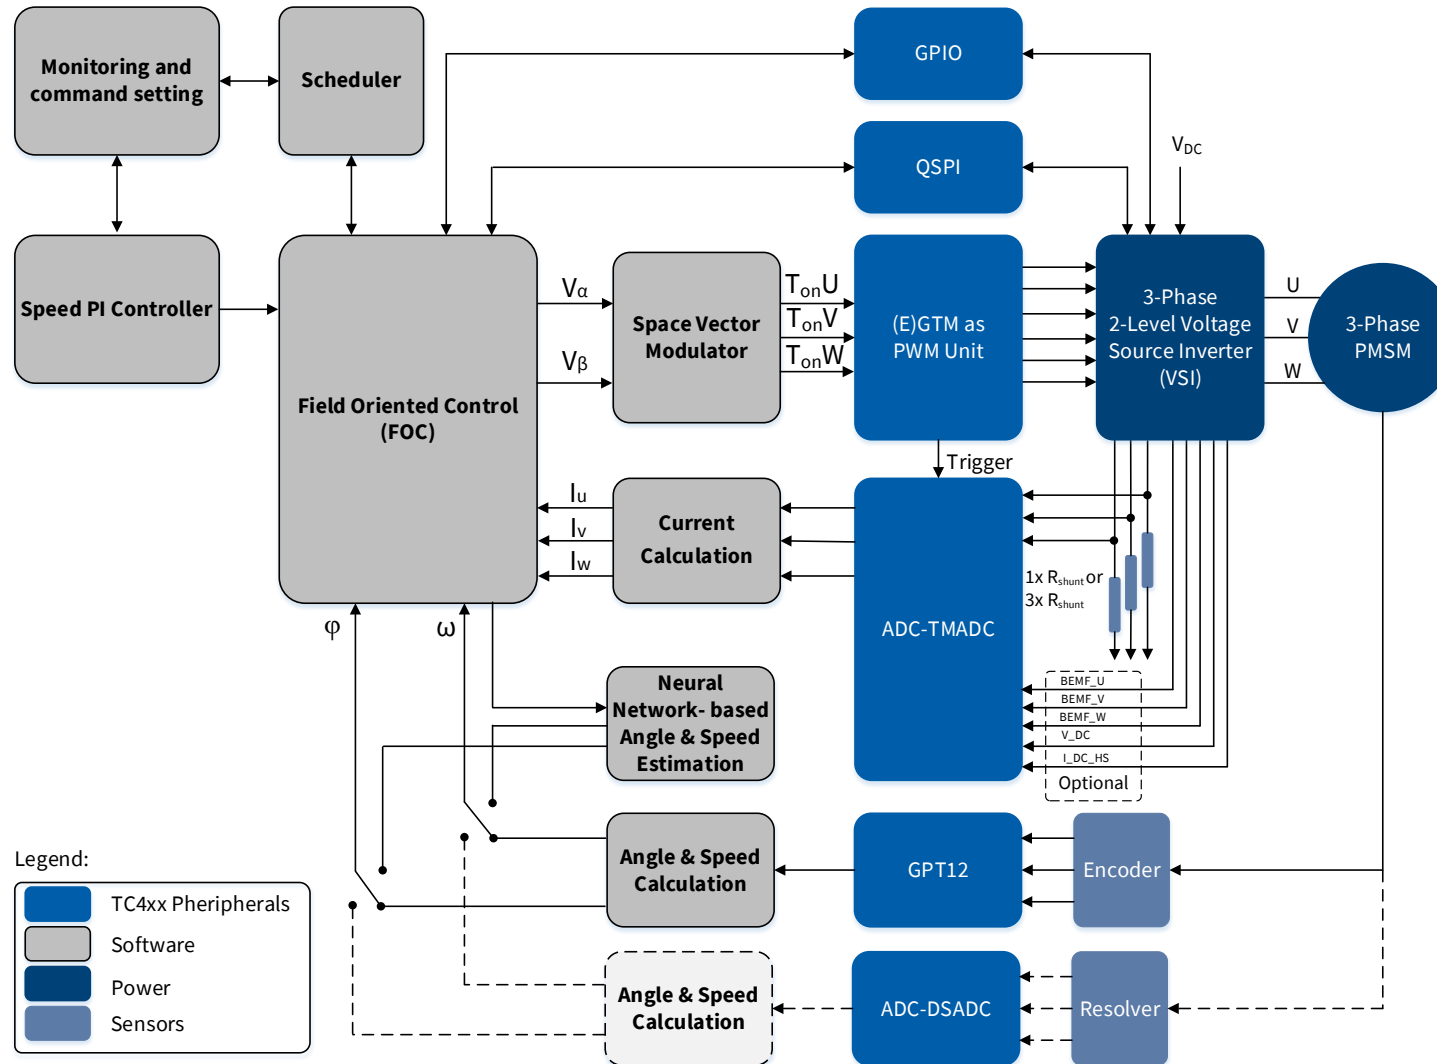 Monitoring and
command setting
Scheduler
GPIO
QSPI
V_DC
Speed PI Controller
Field Oriented Control
(FOC)
Vα
Vβ
Space Vector
Modulator
TonU
TonV
TonW
(E)GTM as
PWM Unit
3-Phase
2-Level Voltage
Source Inverter
(VSI)
U
V
W
3-Phase
PMSM
Trigger
Iu
Iv
Iw
Current
Calculation
ADC-TMADC
1x Rshunt or
3x Rshunt
φ
ω
Neural
Network- based
Angle & Speed
Estimation
BEMF_U
BEMF_V
BEMF_W
V_DC
I_DC_HS
Optional
Angle & Speed
Calculation
GPT12
Encoder
Angle & Speed
Calculation
ADC-DSADC
Resolver
Legend:
TC4xx Pheripherals
Software
Power
Sensors